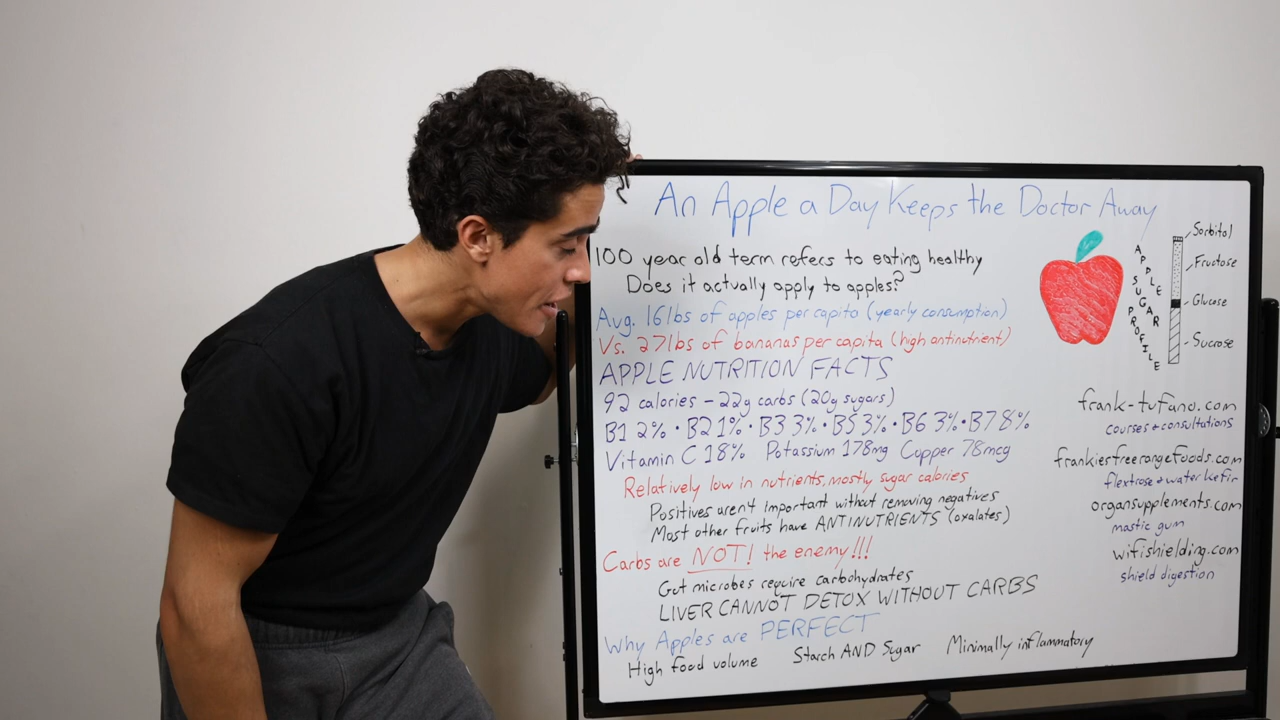 An Apple a Day Keeps the Doctor Away
100 year old term refers to eating healthy
Does it actually apply to apples?
Avg. 16lbs of apples per capita (yearly consumption)
Vs. 27lbs of bananas per capita (high antinutrient)
APPLE NUTRITION FACTS
92 calories - 22g carbs (20g sugars)
B1 2% · B2 1% · B3 3% · B5 3% · B6 3% · B7 8%
Vitamin C 18% Potassium 178mg Copper 78mcg
Relatively low in nutrients, mostly sugar calories
Positives aren't important without removing negatives
Most other fruits have ANTINUTRIENTS (oxalates)
Carbs are NOT! the enemy!!!
Gut microbes require carbohydrates
LIVER CANNOT DETOX WITHOUT CARBS
Why Apples are PERFECT
High food volume Starch AND Sugar Minimally inflammatory
APPLE SUGAR PROFILE
Sorbitol
Fructose
Glucose
Sucrose
frank-tufano.com
courses & consultations
frankiesfreerangefoods.com
flextrose & water kefir
organsupplements.com
mastic gum
wifishielding.com
shield digestion